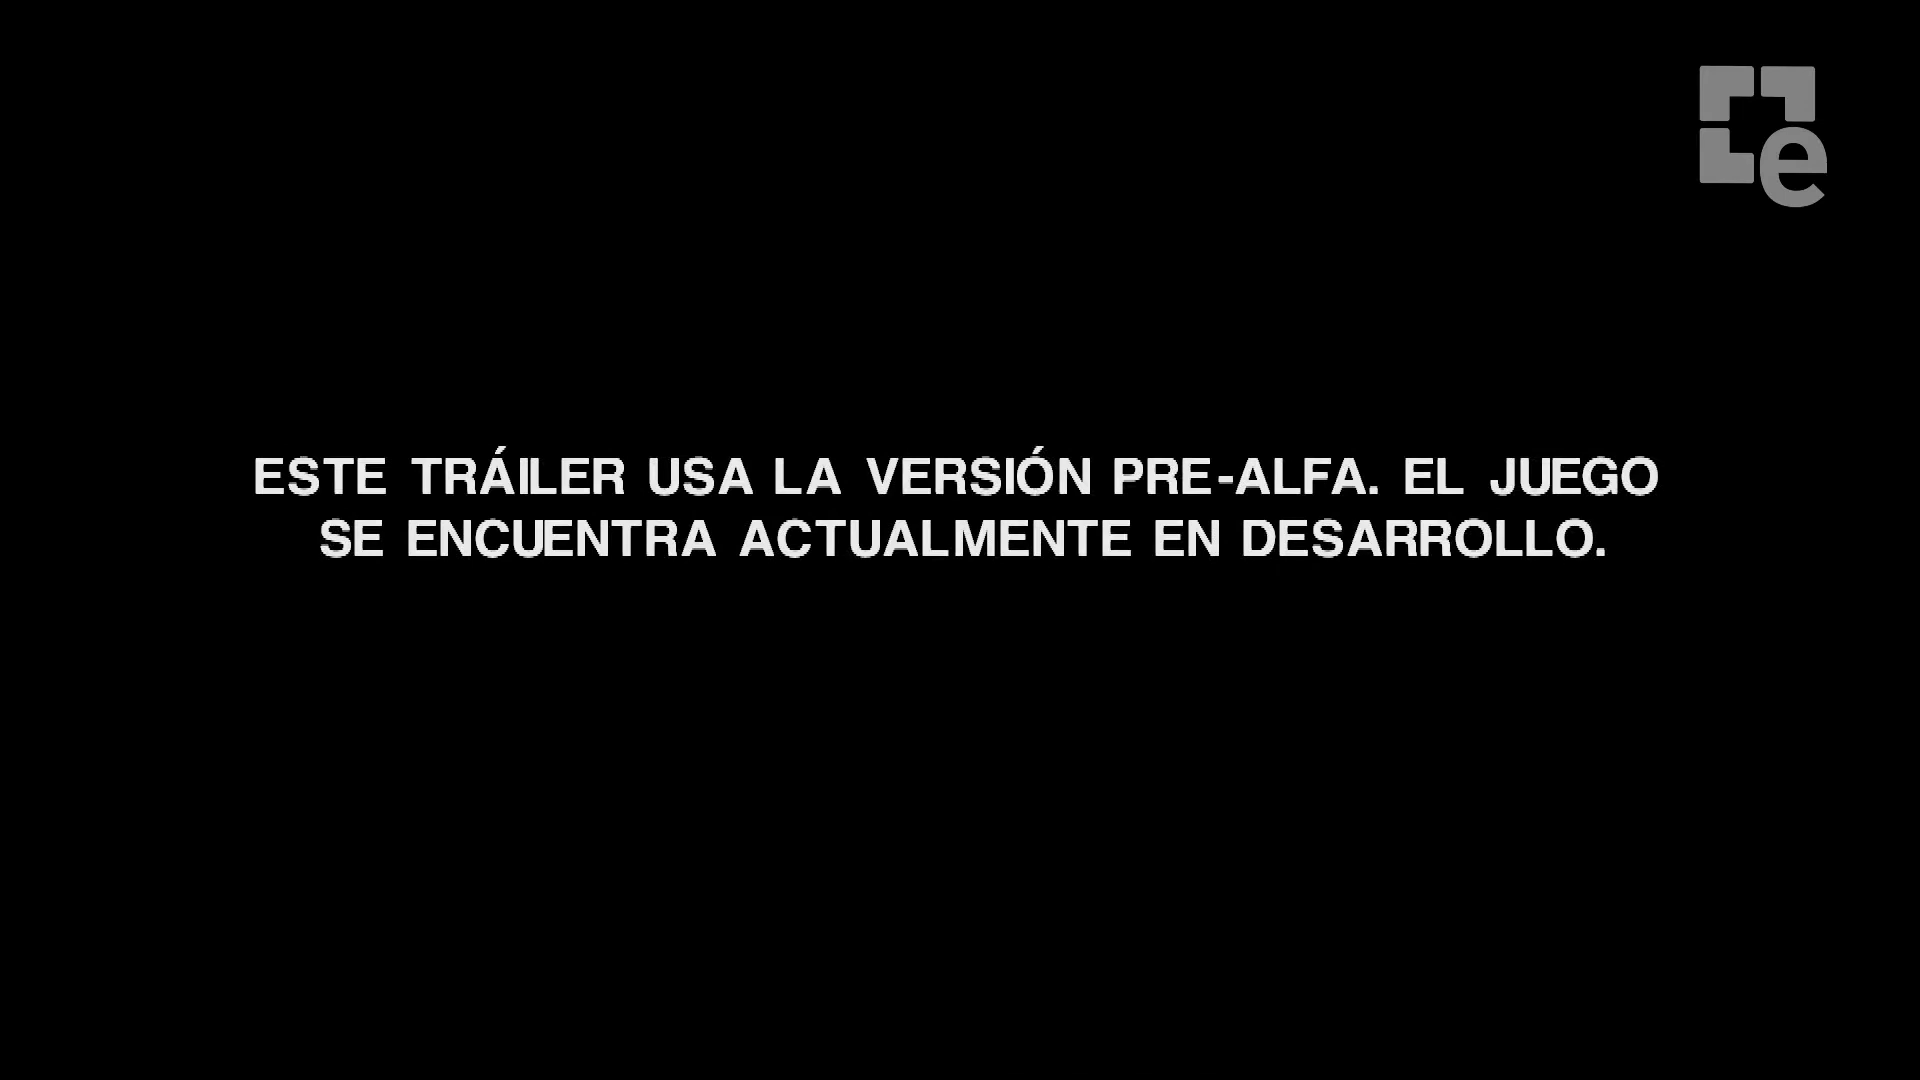 e
ESTE TRÁILER USA LA VERSIÓN PRE-ALFA. EL JUEGO
SE ENCUENTRA ACTUALMENTE EN DESARROLLO.